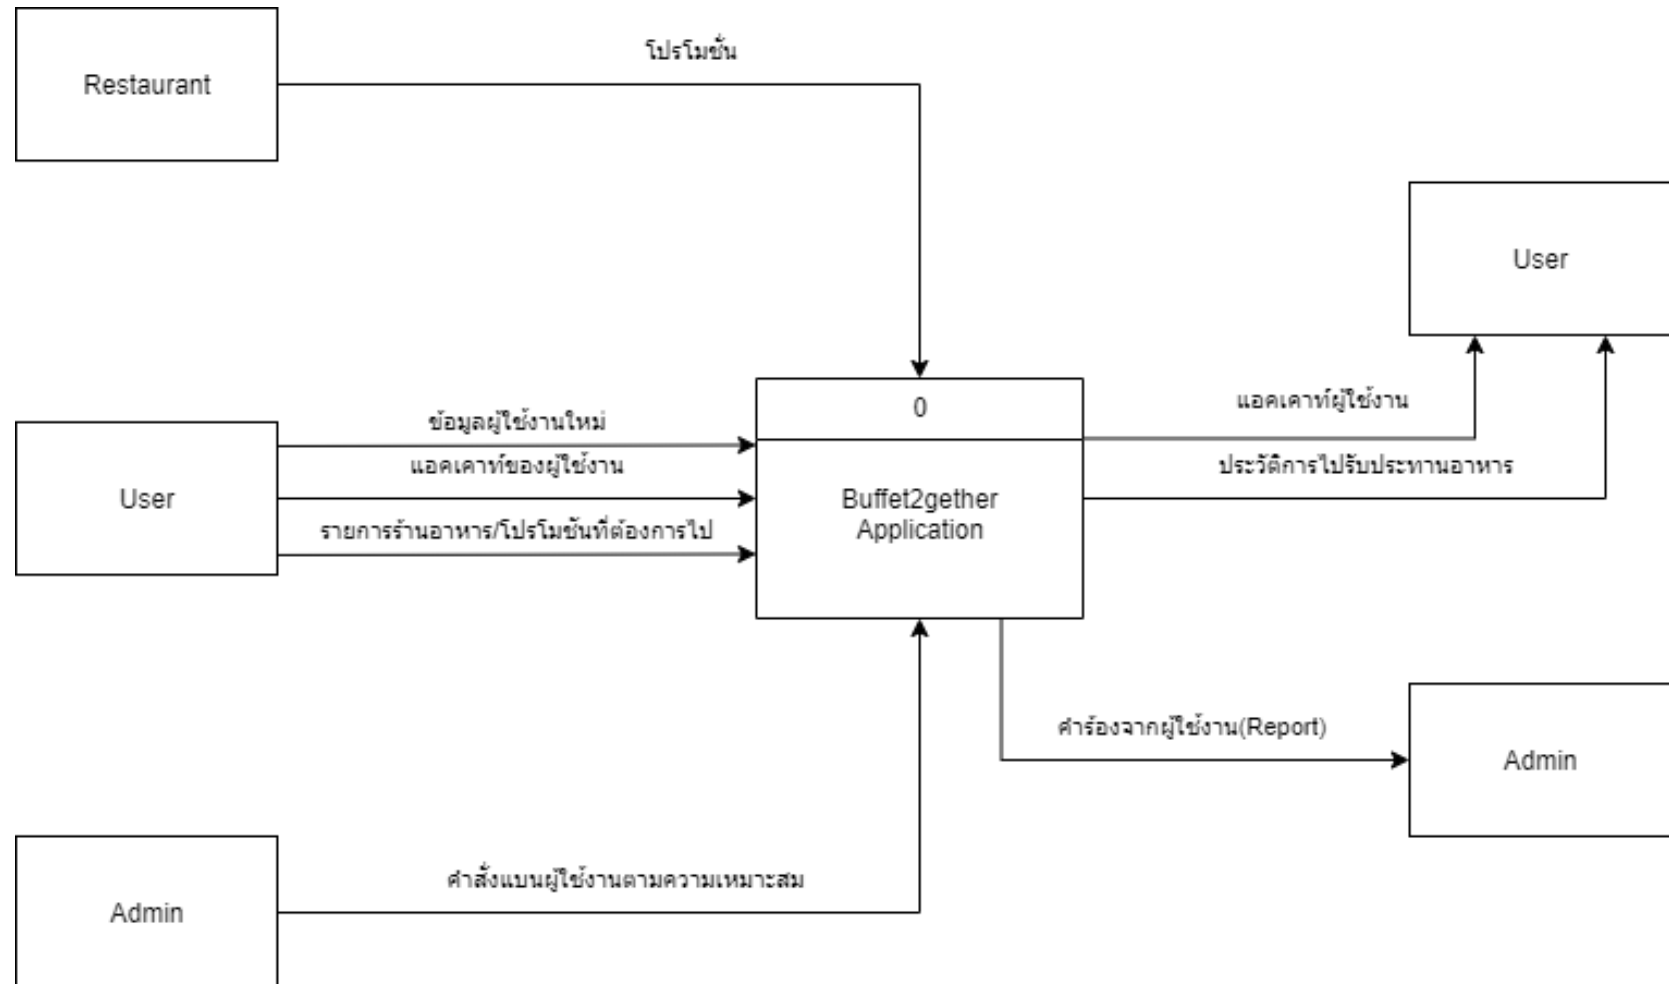 Restaurant
โปรโมชั่น
User
ข้อมูลผู้ใช้งานใหม่
แอคเคาท์ของผู้ใช้งาน
รายการร้านอาหาร/โปรโมชันที่ต้องการไป
User
0
Buffet2gether
Application
แอคเคาท์ผู้ใช้งาน
ประวัติการไปรับประทานอาหาร
คำร้องจากผู้ใช้งาน(Report)
Admin
คำสั่งแบนผู้ใช้งานตามความเหมาะสม
Admin